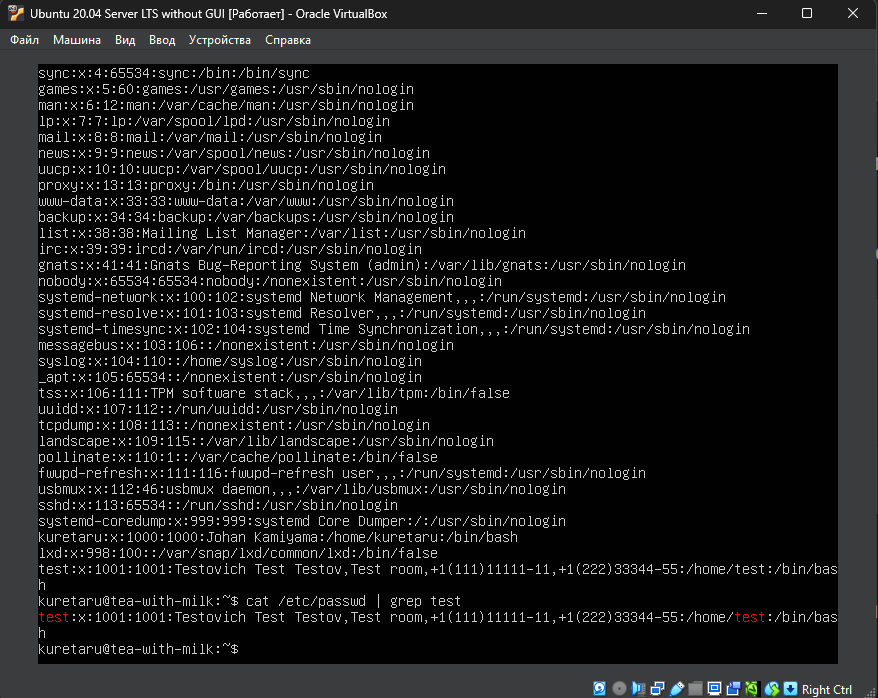 Ubuntu 20.04 Server LTS without GUI [Работает] - Oracle VirtualBox
Файл Машина Вид Ввод Устройства Справка
sync:x:4:65534:sync:/bin:/bin/sync
games:x:5:60:games:/usr/games:/usr/sbin/nologin
man:x:6:12:man:/var/cache/man:/usr/sbin/nologin
lp:x:7:7:lp:/var/spool/lpd:/usr/sbin/nologin
mail:x:8:8:mail:/var/mail:/usr/sbin/nologin
news:x:9:9:news:/var/spool/news:/usr/sbin/nologin
uucp:x:10:10:uucp:/var/spool/uucp:/usr/sbin/nologin
proxy:x:13:13:proxy:/bin:/usr/sbin/nologin
www-data:x:33:33:www-data:/var/www:/usr/sbin/nologin
backup:x:34:34:backup:/var/backups:/usr/sbin/nologin
list:x:38:38:Mailing List Manager:/var/list:/usr/sbin/nologin
irc:x:39:39:ircd:/var/run/ircd:/usr/sbin/nologin
gnats:x:41:41:Gnats Bug-Reporting System (admin):/var/lib/gnats:/usr/sbin/nologin
nobody:x:65534:65534:nobody:/nonexistent:/usr/sbin/nologin
systemd-network:x:100:102:systemd Network Management,,,:/run/systemd:/usr/sbin/nologin
systemd-resolve:x:101:103:systemd Resolver,,,:/run/systemd:/usr/sbin/nologin
systemd-timesync:x:102:104:systemd Time Synchronization,,,:/run/systemd:/usr/sbin/nologin
messagebus:x:103:106::/nonexistent:/usr/sbin/nologin
syslog:x:104:110::/home/syslog:/usr/sbin/nologin
_apt:x:105:65534::/nonexistent:/usr/sbin/nologin
tss:x:106:111:TPM software stack,,,:/var/lib/tpm:/bin/false
uuidd:x:107:112::/run/uuidd:/usr/sbin/nologin
tcpdump:x:108:113::/nonexistent:/usr/sbin/nologin
landscape:x:109:115::/var/lib/landscape:/usr/sbin/nologin
pollinate:x:110:1::/var/cache/pollinate:/bin/false
fwupd-refresh:x:111:116:fwupd-refresh user,,,:/run/systemd:/usr/sbin/nologin
usbmux:x:112:46:usbmux daemon,,,:/var/lib/usbmux:/usr/sbin/nologin
sshd:x:113:65534::/run/sshd:/usr/sbin/nologin
systemd-coredump:x:999:999:systemd Core Dumper:/:/usr/sbin/nologin
kuretaru:x:1000:1000:Johan Kamiyama:/home/kuretaru:/bin/bash
lxd:x:998:100::/var/snap/lxd/common/lxd:/bin/false
test:x:1001:1001:Testovich Test Testov,Test room,+1(111)11111-11,+1(222)33344-55:/home/test:/bin/bas
h
kuretaru@tea-with-milk:~$ cat /etc/passwd | grep test
test:x:1001:1001:Testovich Test Testov,Test room,+1(111)11111-11,+1(222)33344-55:/home/test:/bin/bas
h
kuretaru@tea-with-milk:~$
Right Ctrl